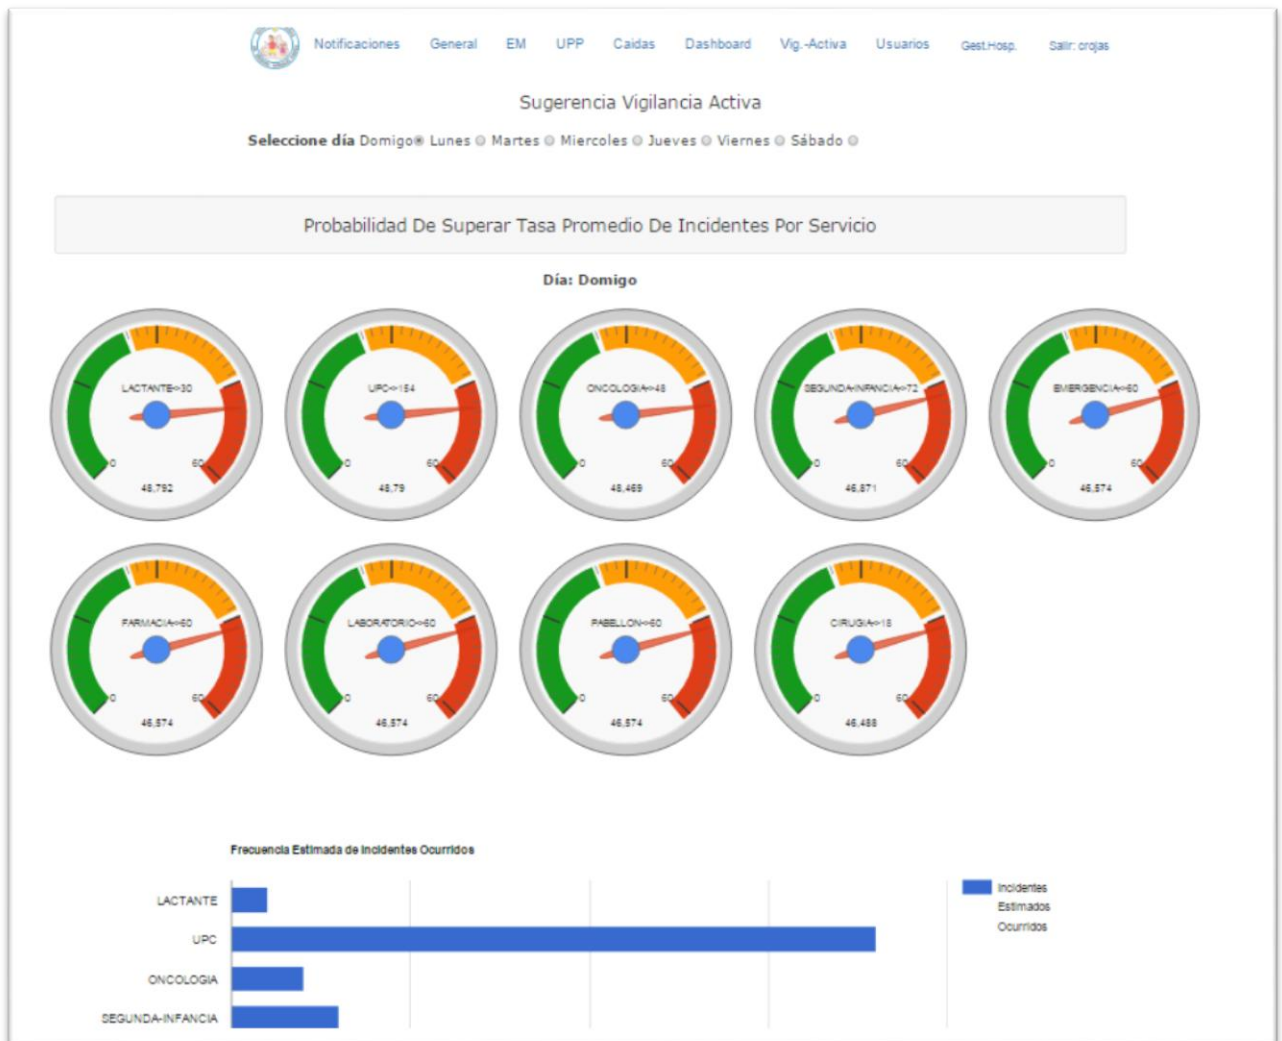 Notificaciones General EM UPP Caidas Dashboard Vig.-Activa Usuarios Gest.Hosp. Salir: crojas
Sugerencia Vigilancia Activa
Seleccione día Domigo Lunes Martes Miercoles Jueves Viernes Sábado
Probabilidad De Superar Tasa Promedio De Incidentes Por Servicio
Día: Domigo
LACTANTE=>30
0 60
48,792
UPC=>154
0 60
48,79
ONCOLOGIA=>48
0 60
48,469
SEGUNDA-INFANCIA=>72
0 60
46,871
EMERGENCIA=>60
0 60
46,574
FARMACIA=>60
0 60
46,574
LABORATORIO=>60
0 60
46,574
PABELLON=>60
0 60
46,574
CIRUGIA=>18
0 60
46,488
Frecuencia Estimada de Incidentes Ocurridos
LACTANTE
UPC
ONCOLOGIA
SEGUNDA-INFANCIA
Incidentes
Estimados
Ocurridos